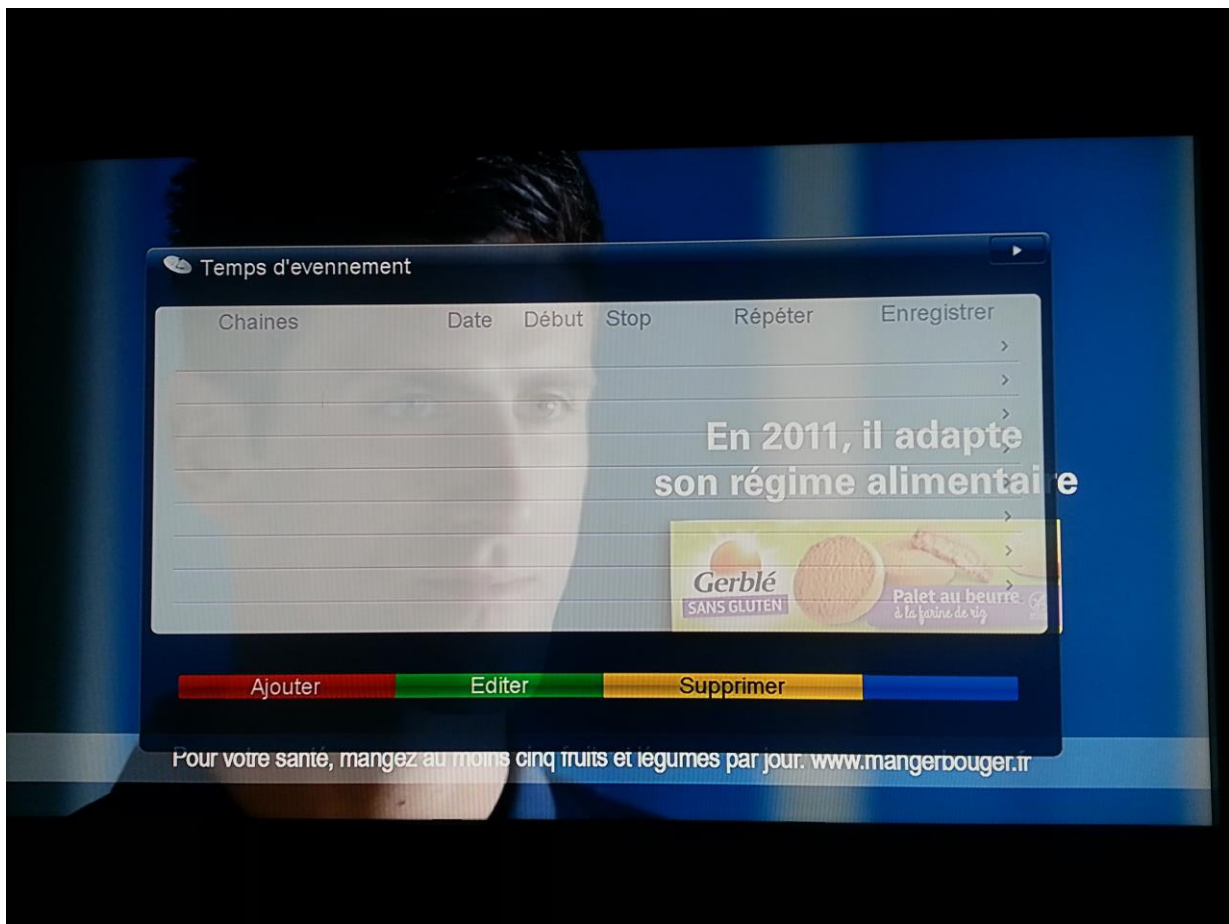 Temps d'evennement
Chaines Date Début Stop Répéter Enregistrer
En 2011, il adapte
son régime alimentaire
Gerblé
SANS GLUTEN
Palet au beurre
à la farine de riz
Ajouter Editer Supprimer
Pour votre santé, mangez au moins cinq fruits et légumes par jour. www.mangerbouger.fr